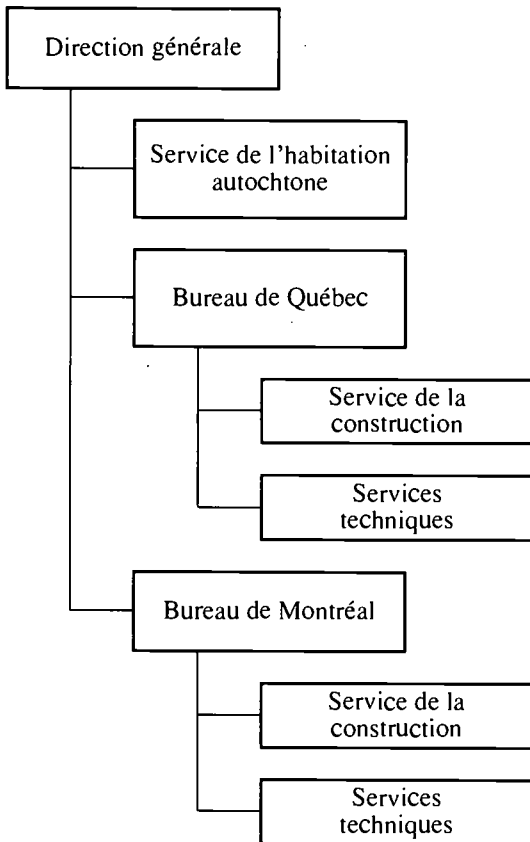 Direction générale
Service de l'habitation
autochtone
Bureau de Québec
Service de la
construction
Services
techniques
Bureau de Montréal
Service de la
construction
Services
techniques